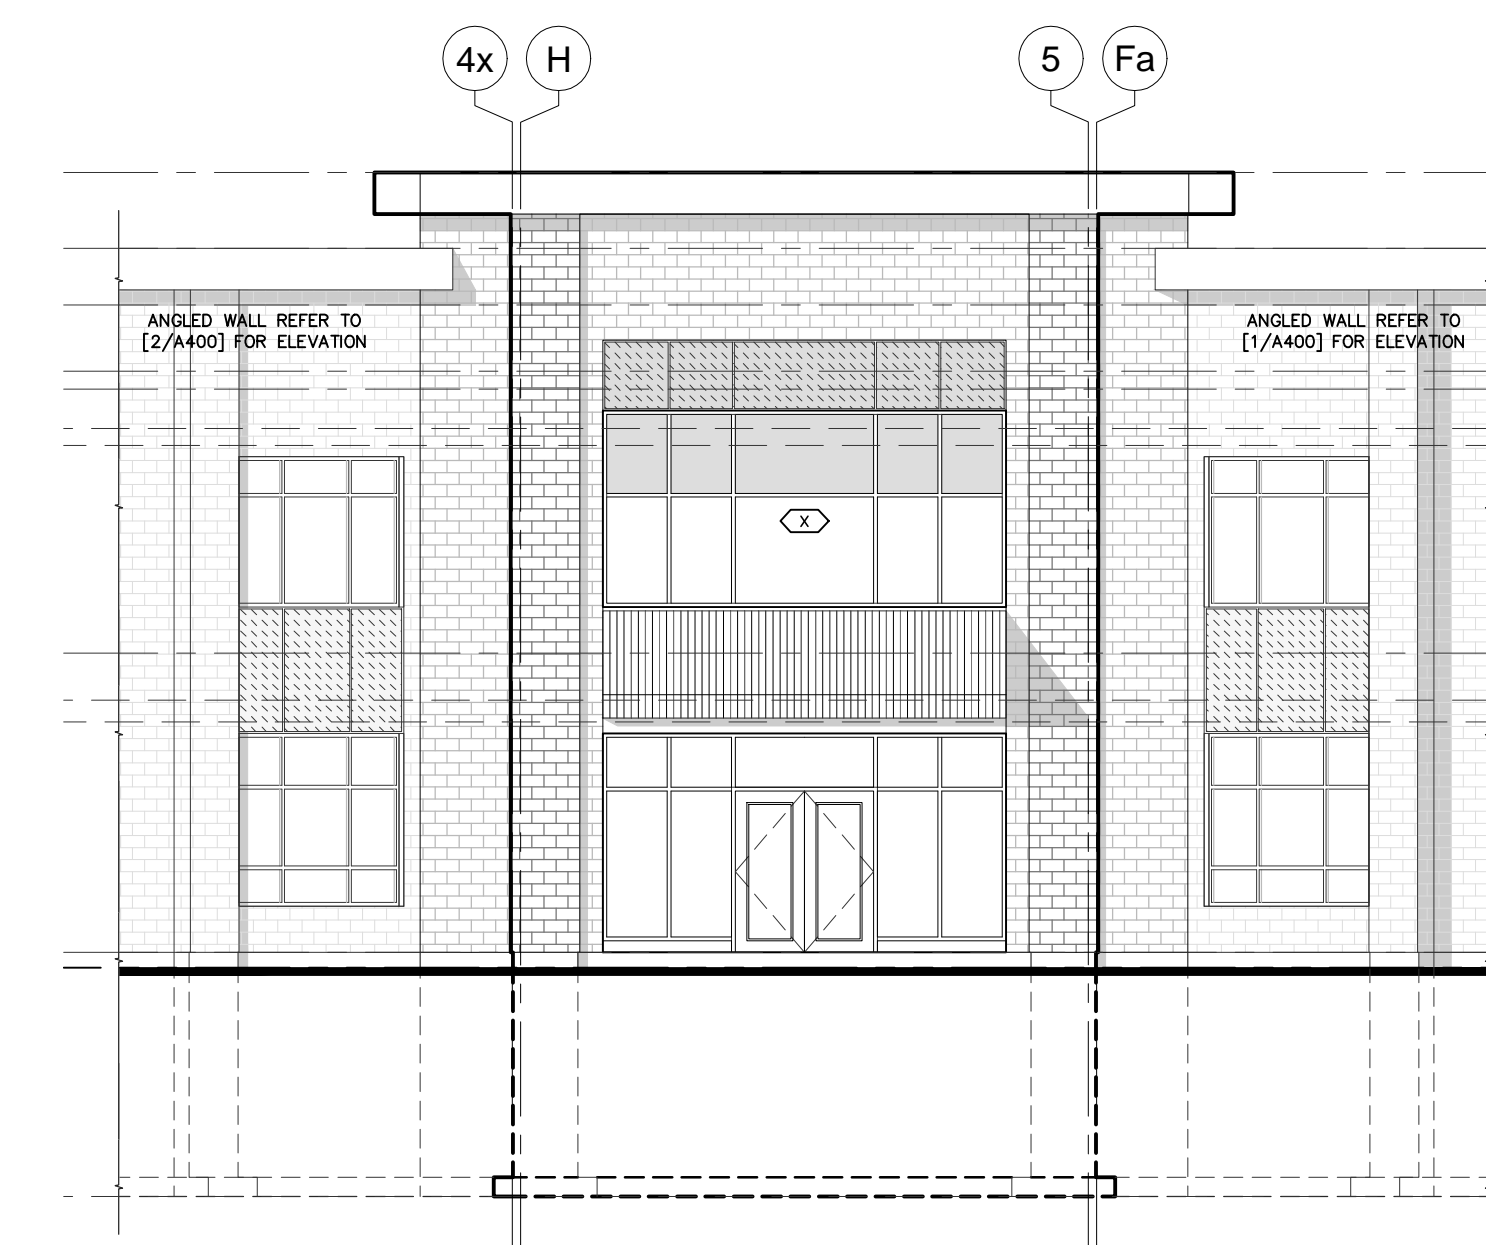 4x H 5 Fa
ANGLED WALL REFER TO
[2/A400] FOR ELEVATION
ANGLED WALL REFER TO
[1/A400] FOR ELEVATION
X